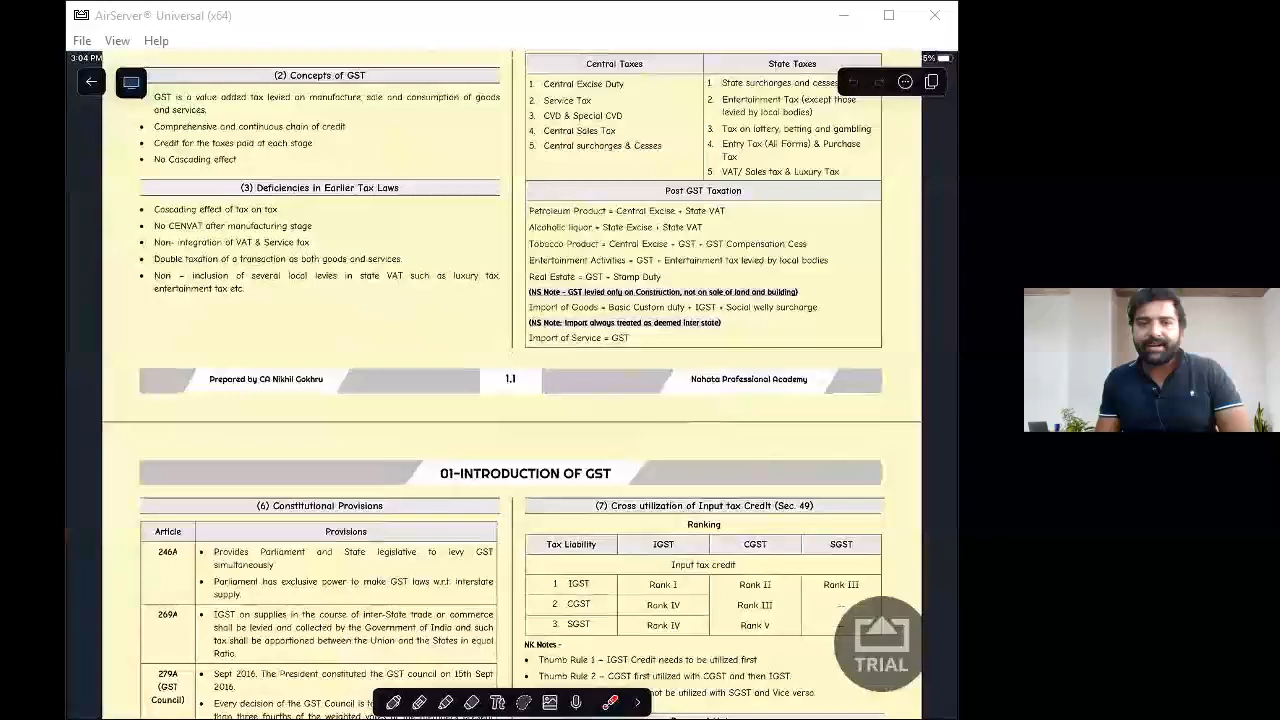 AirServer® Universal (x64)
File View Help
3:04 PM
5%
(2) Concepts of GST
GST is a value added tax levied on manufacture, sale and consumption of goods
and services.
• Comprehensive and continuous chain of credit
• Credit for the taxes paid at each stage
• No Cascading effect
(3) Deficiencies in Earlier Tax Laws
• Cascading effect of tax on tax
• No CENVAT after manufacturing stage
• Non- integration of VAT & Service tax
• Double taxation of a transaction as both goods and services.
• Non – inclusion of several local levies in state VAT such as luxury tax,
entertainment tax etc.
Central Taxes
1. Central Excise Duty
2. Service Tax
3. CVD & Special CVD
4. Central Sales Tax
5. Central surcharges & Cesses
State Taxes
1. State surcharges and cesses
2. Entertainment Tax (except those
levied by local bodies)
3. Tax on lottery, betting and gambling
4. Entry Tax (All Forms) & Purchase
Tax
5. VAT/ Sales tax & Luxury Tax
Post GST Taxation
Petroleum Product = Central Excise + State VAT
Alcoholic liquor + State Excise + State VAT
Tobacco Product = Central Excise + GST + GST Compensation Cess
Entertainment Activities = GST + Entertainment tax levied by local bodies
Real Estate = GST + Stamp Duty
(NS Note - GST levied only on Construction, not on sale of land and building)
Import of Goods = Basic Custom duty + IGST + Social welly surcharge
(NS Note: Import always treated as deemed inter state)
Import of Service = GST
Prepared by CA Nikhil Gokhru 1.1 Nahata Professional Academy
01-INTRODUCTION OF GST
(6) Constitutional Provisions
Article Provisions
246A
• Provides Parliament and State legislative to levy GST
simultaneously
• Parliament has exclusive power to make GST laws w.r.t. interstate
supply.
269A
• IGST on supplies in the course of inter-State trade or commerce
shall be levied and collected by the Government of India and such
tax shall be apportioned between the Union and the States in equal
Ratio.
279A
(GST
Council)
• Sept 2016. The President constituted the GST council on 15th Sept
2016.
• Every decision of the GST Council is
than three fourths of the weighted
(7) Cross utilization of Input tax Credit (Sec. 49)
Ranking
Tax Liability IGST CGST SGST
Input tax credit
1 IGST Rank I Rank II Rank III
2. CGST Rank IV Rank III --
3. SGST Rank IV Rank V
NK Notes -
• Thumb Rule 1 – IGST Credit needs to be utilized first
• Thumb Rule 2 – CGST first utilized with CGST and then IGST.
not be utilized with SGST and Vice versa.
TRIAL